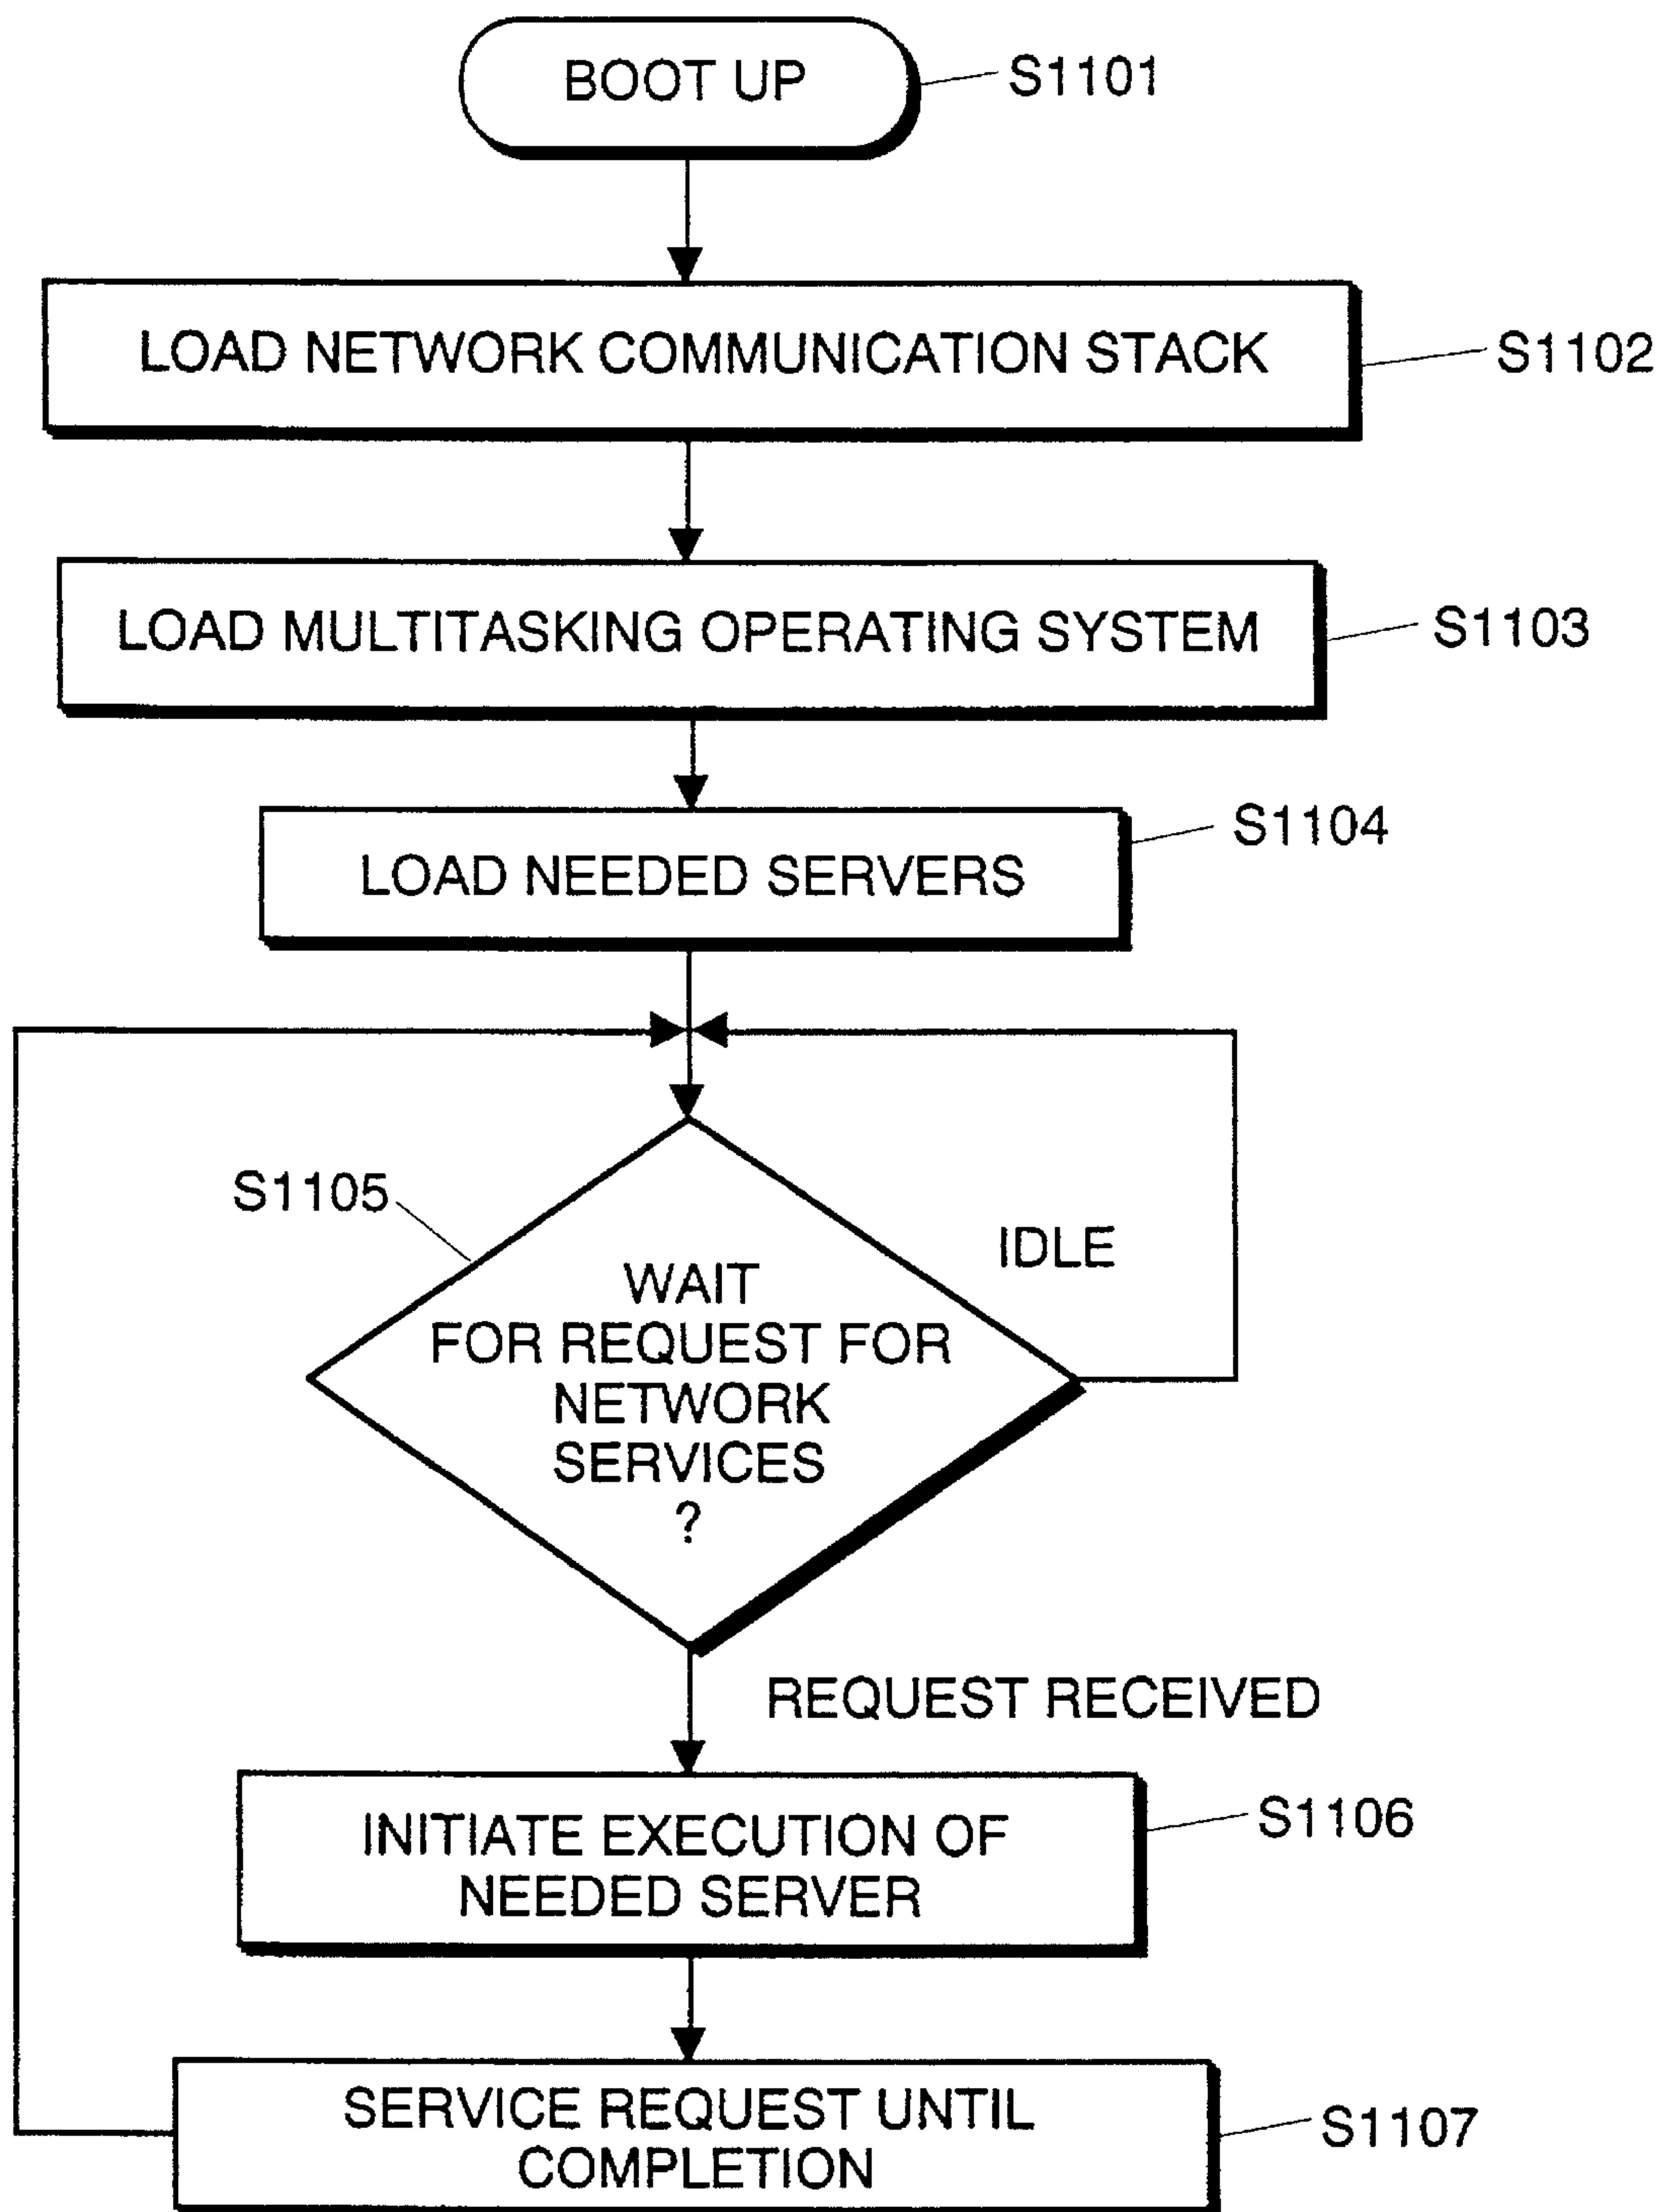 BOOT UP
S1101
LOAD NETWORK COMMUNICATION STACK
S1102
LOAD MULTITASKING OPERATING SYSTEM
S1103
LOAD NEEDED SERVERS
S1104
S1105
IDLE
WAIT
FOR REQUEST FOR
NETWORK
SERVICES
?
REQUEST RECEIVED
INITIATE EXECUTION OF
NEEDED SERVER
S1106
SERVICE REQUEST UNTIL
COMPLETION
S1107